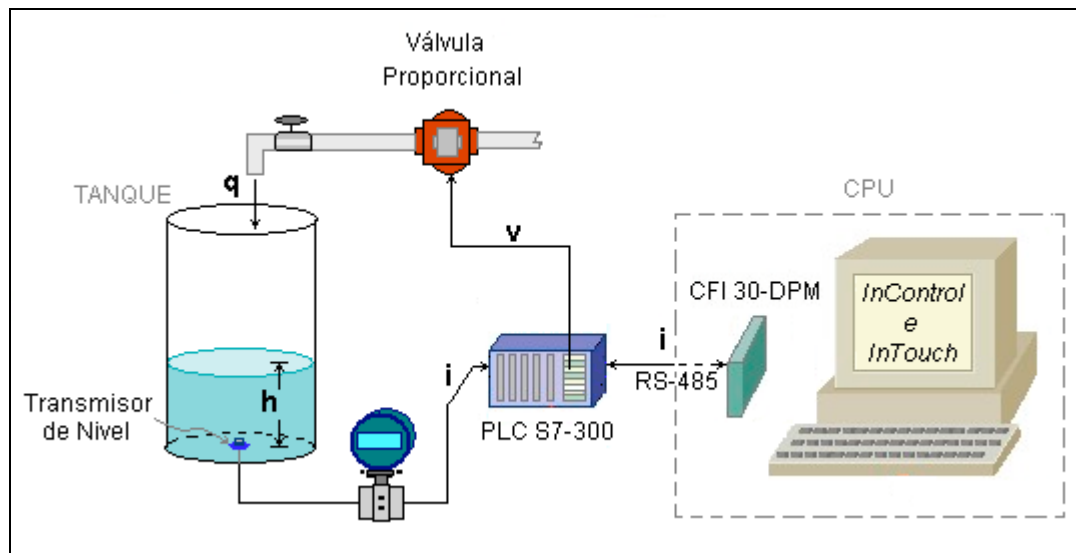 Válvula
Proporcional
q
TANQUE
CPU
v
CFI 30-DPM
InControl
e
InTouch
i
i
RS-485
h
Transmisor
de Nivel
PLC S7-300